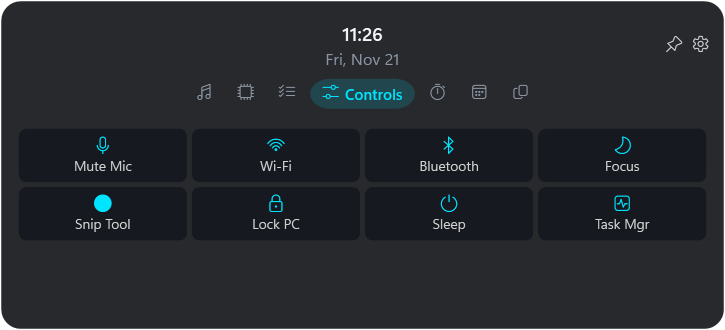 11:26
Fri, Nov 21
Controls
Mute Mic
Wi-Fi
Bluetooth
Focus
Snip Tool
Lock PC
Sleep
Task Mgr